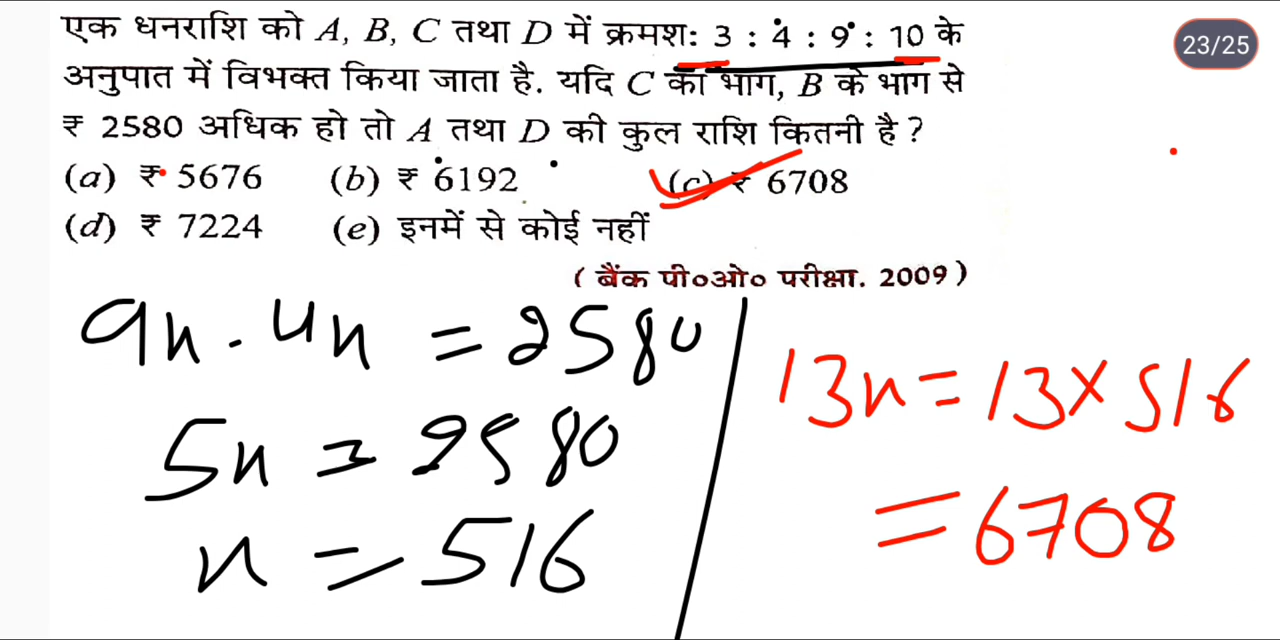 एक धनराशि को A, B, C तथा D में क्रमश: 3 : 4 : 9 : 10 के
23/25
अनुपात में विभक्त किया जाता है. यदि C का भाग, B के भाग से
₹ 2580 अधिक हो तो A तथा D की कुल राशि कितनी है ?
(a) ₹ 5676 (b) ₹ 6192 (c) ₹ 6708
(d) ₹ 7224 (e) इनमें से कोई नहीं
( बैंक पी०ओ० परीक्षा. 2009 )
9x - 4x = 2580
5x = 2580
x = 516
13x = 13 × 516
= 6708